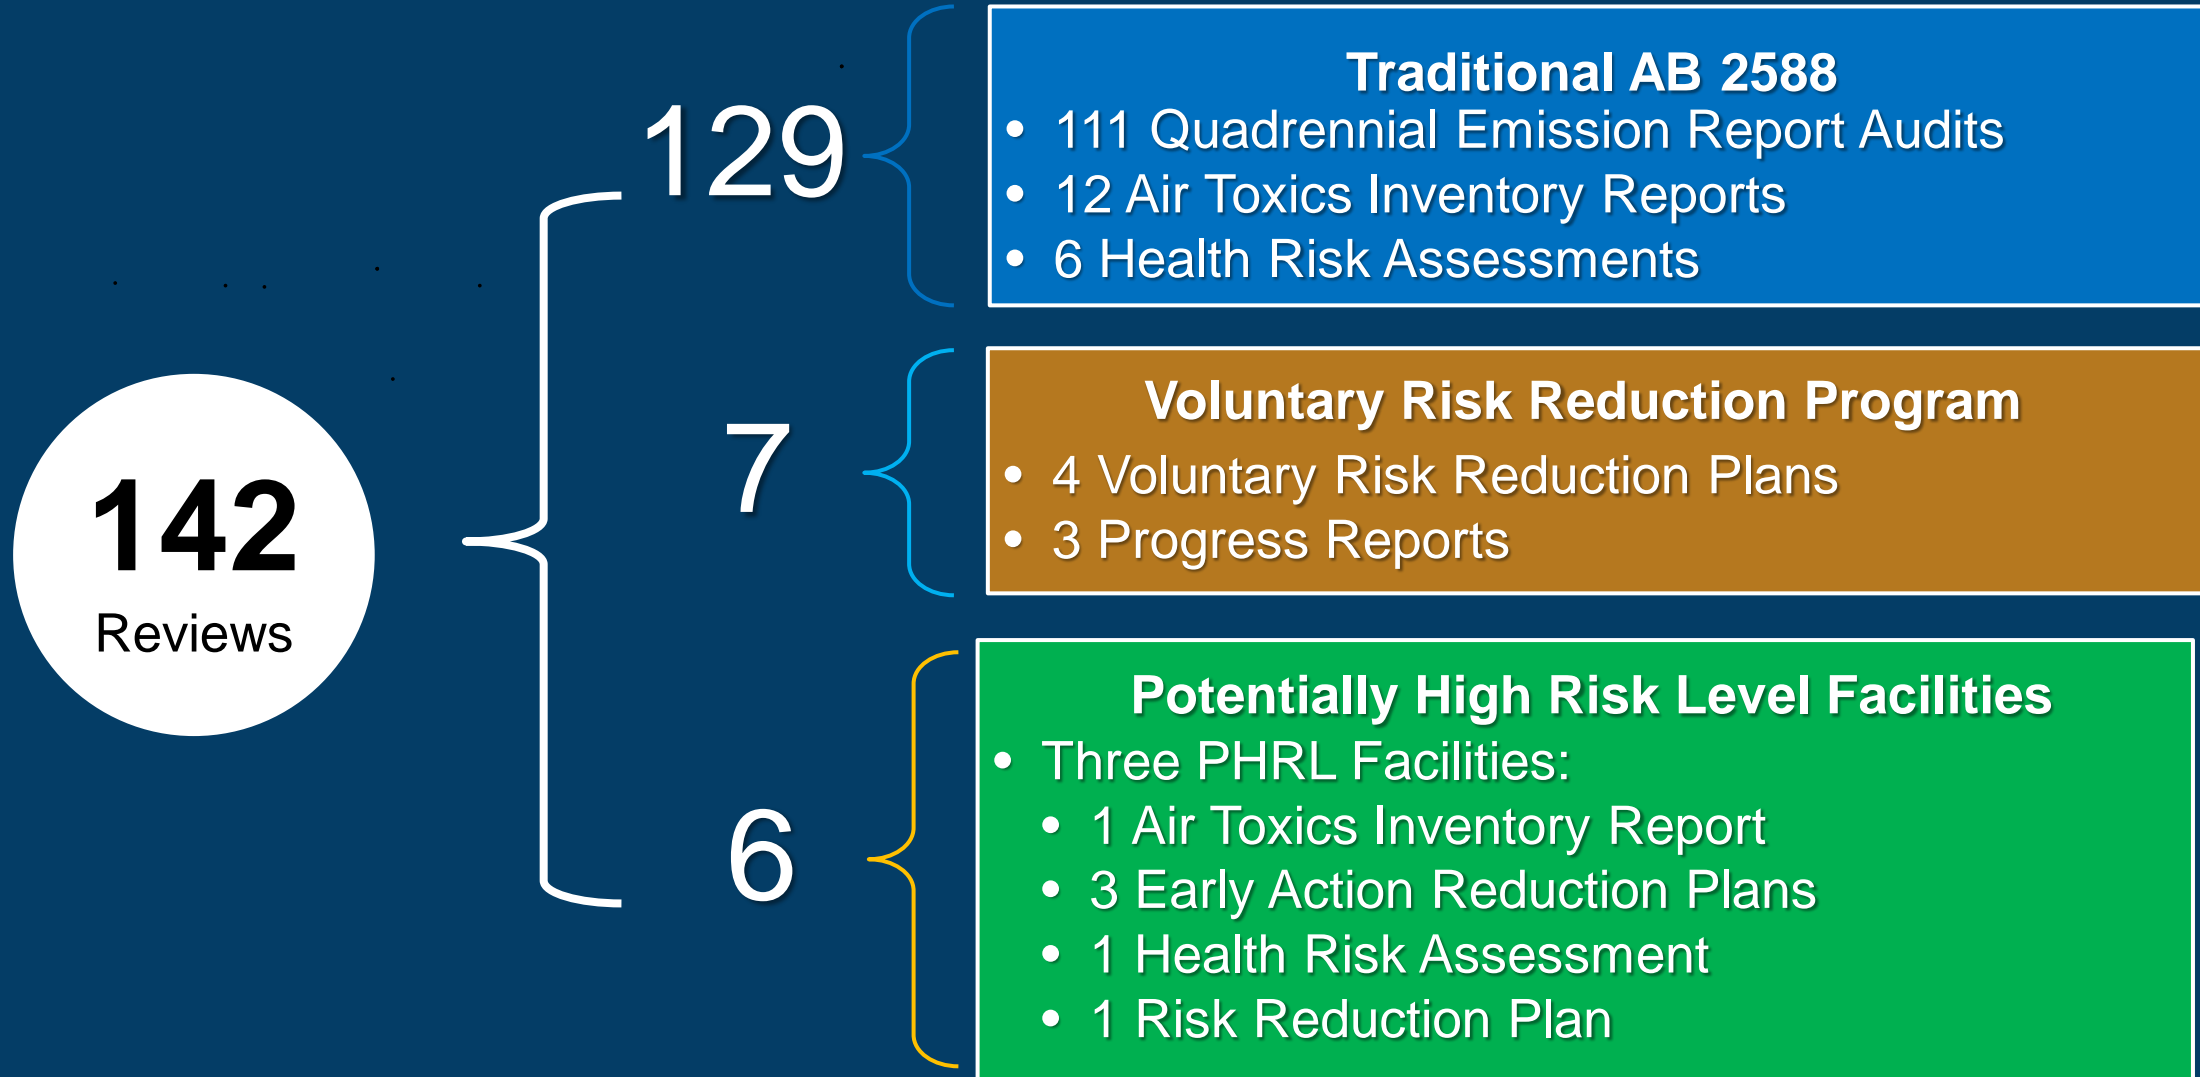 142
Reviews
129
Traditional AB 2588
• 111 Quadrennial Emission Report Audits
• 12 Air Toxics Inventory Reports
• 6 Health Risk Assessments
7
Voluntary Risk Reduction Program
• 4 Voluntary Risk Reduction Plans
• 3 Progress Reports
6
Potentially High Risk Level Facilities
• Three PHRL Facilities:
• 1 Air Toxics Inventory Report
• 3 Early Action Reduction Plans
• 1 Health Risk Assessment
• 1 Risk Reduction Plan